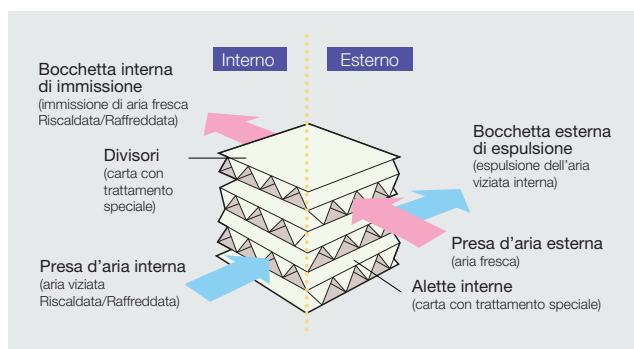 Interno
Esterno
Bocchetta interna
di immissione
(immissione di aria fresca
Riscaldata/Raffreddata)
Divisori
(carta con
trattamento
speciale)
Presa d’aria interna
(aria viziata
Riscaldata/Raffreddata)
Bocchetta esterna
di espulsione
(espulsione dell’aria
viziata interna)
Presa d’aria esterna
(aria fresca)
Alette interne
(carta con trattamento speciale)